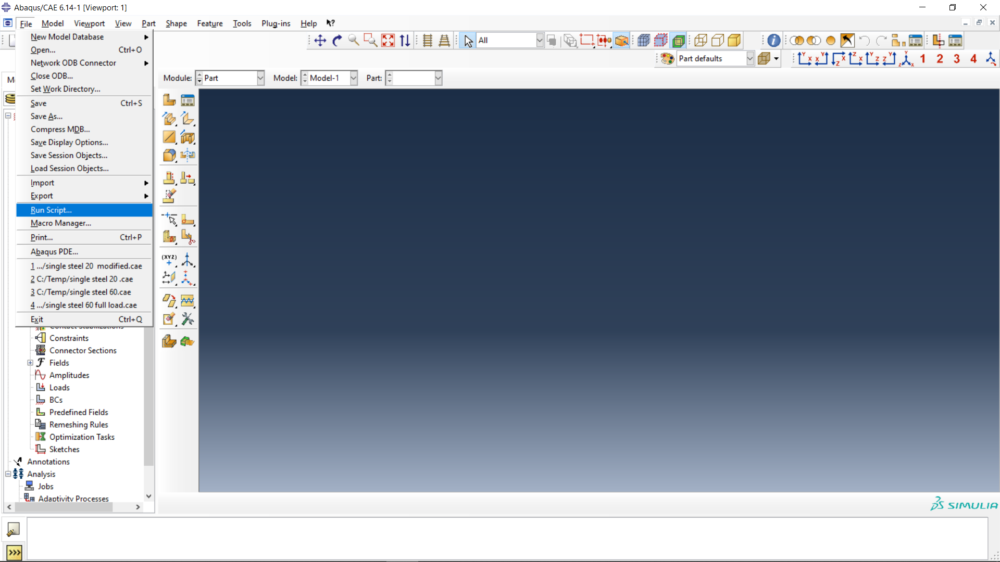 Abaqus/CAE 6.14-1 [Viewport: 1]
File Model Viewport View Part Shape Feature Tools Plug-ins Help
New Model Database
Open... Ctrl+O
Network ODB Connector
Close ODB...
Set Work Directory...
Save Ctrl+S
Save As...
Compress MDB...
Save Display Options...
Save Session Objects...
Load Session Objects...
Import
Export
Run Script...
Macro Manager...
Print... Ctrl+P
Abaqus PDE...
1 .../single steel 20 modified.cae
2 C:/Temp/single steel 20 .cae
3 C:/Temp/single steel 60.cae
4 .../single steel 60 full load.cae
Exit Ctrl+Q
All
Part defaults
1 2 3 4
Module: Part Model: Model-1 Part:
(XYZ)
Constraints
Connector Sections
Fields
Amplitudes
Loads
BCs
Predefined Fields
Remeshing Rules
Optimization Tasks
Sketches
Annotations
Analysis
Jobs
Adaptivity Processes
SIMULIA
>>>